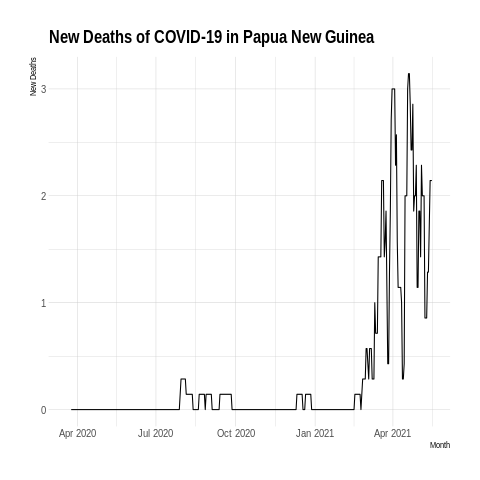 New Deaths of COVID-19 in Papua New Guinea
New Deaths
3
2
1
0
Apr 2020 Jul 2020 Oct 2020 Jan 2021 Apr 2021
Month